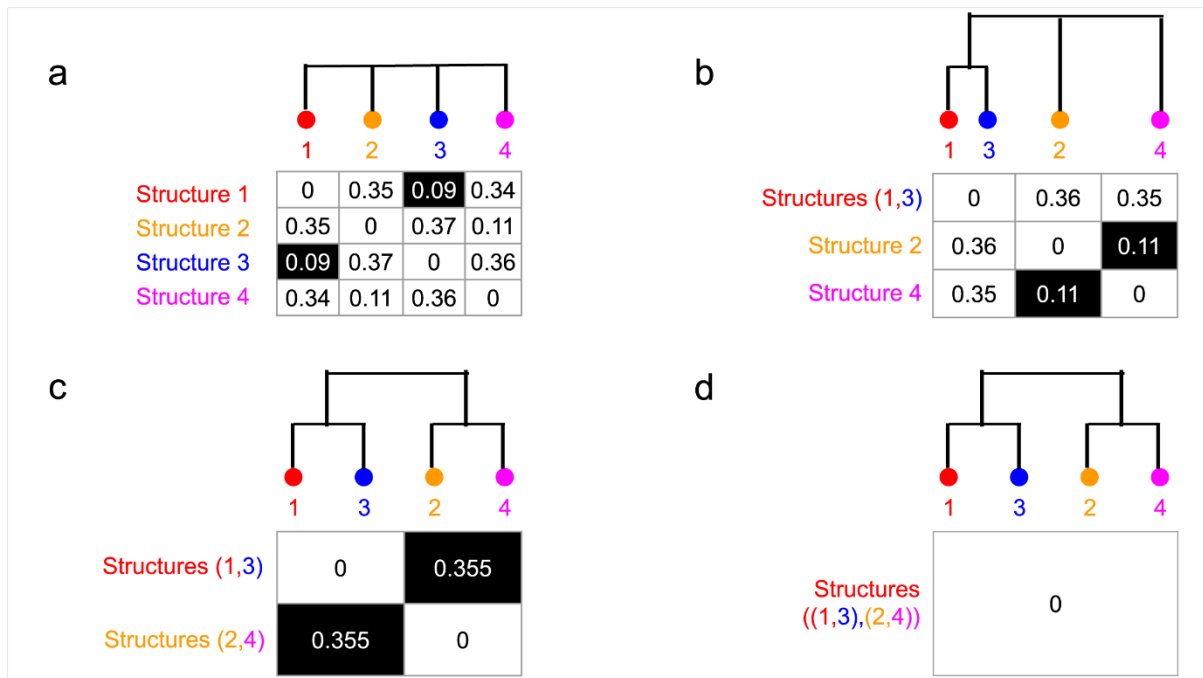 a
1 2 3 4
Structure 1 0 0.35 0.09 0.34
Structure 2 0.35 0 0.37 0.11
Structure 3 0.09 0.37 0 0.36
Structure 4 0.34 0.11 0.36 0
b
1 3 2 4
Structures (1,3) 0 0.36 0.35
Structure 2 0.36 0 0.11
Structure 4 0.35 0.11 0
c
1 3 2 4
Structures (1,3) 0 0.355
Structures (2,4) 0.355 0
d
1 3 2 4
Structures
((1,3),(2,4))
0